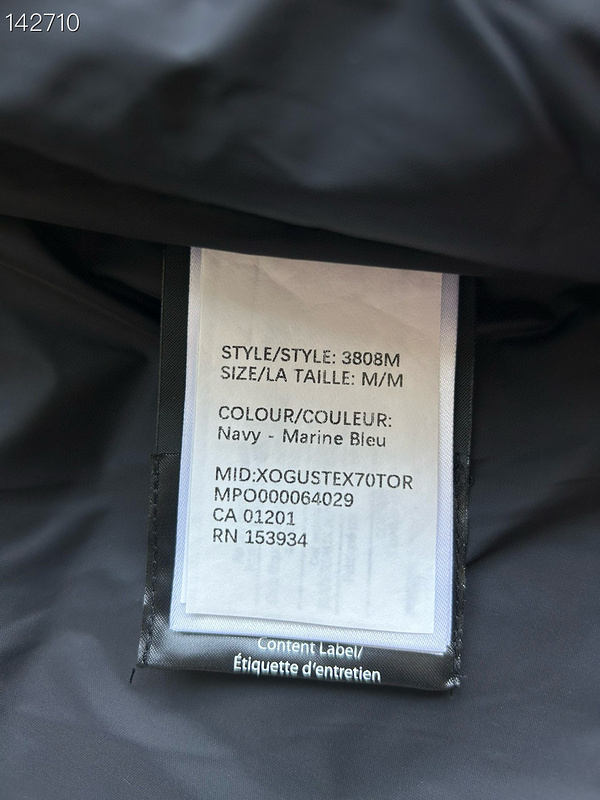 142710
STYLE/STYLE: 3808M
SIZE/LA TAILLE: M/M
COLOUR/COULEUR:
Navy - Marine Bleu
MID:XOGUSTEX70TOR
MPO000064029
CA 01201
RN 153934
Content Label/
Étiquette d'entretien